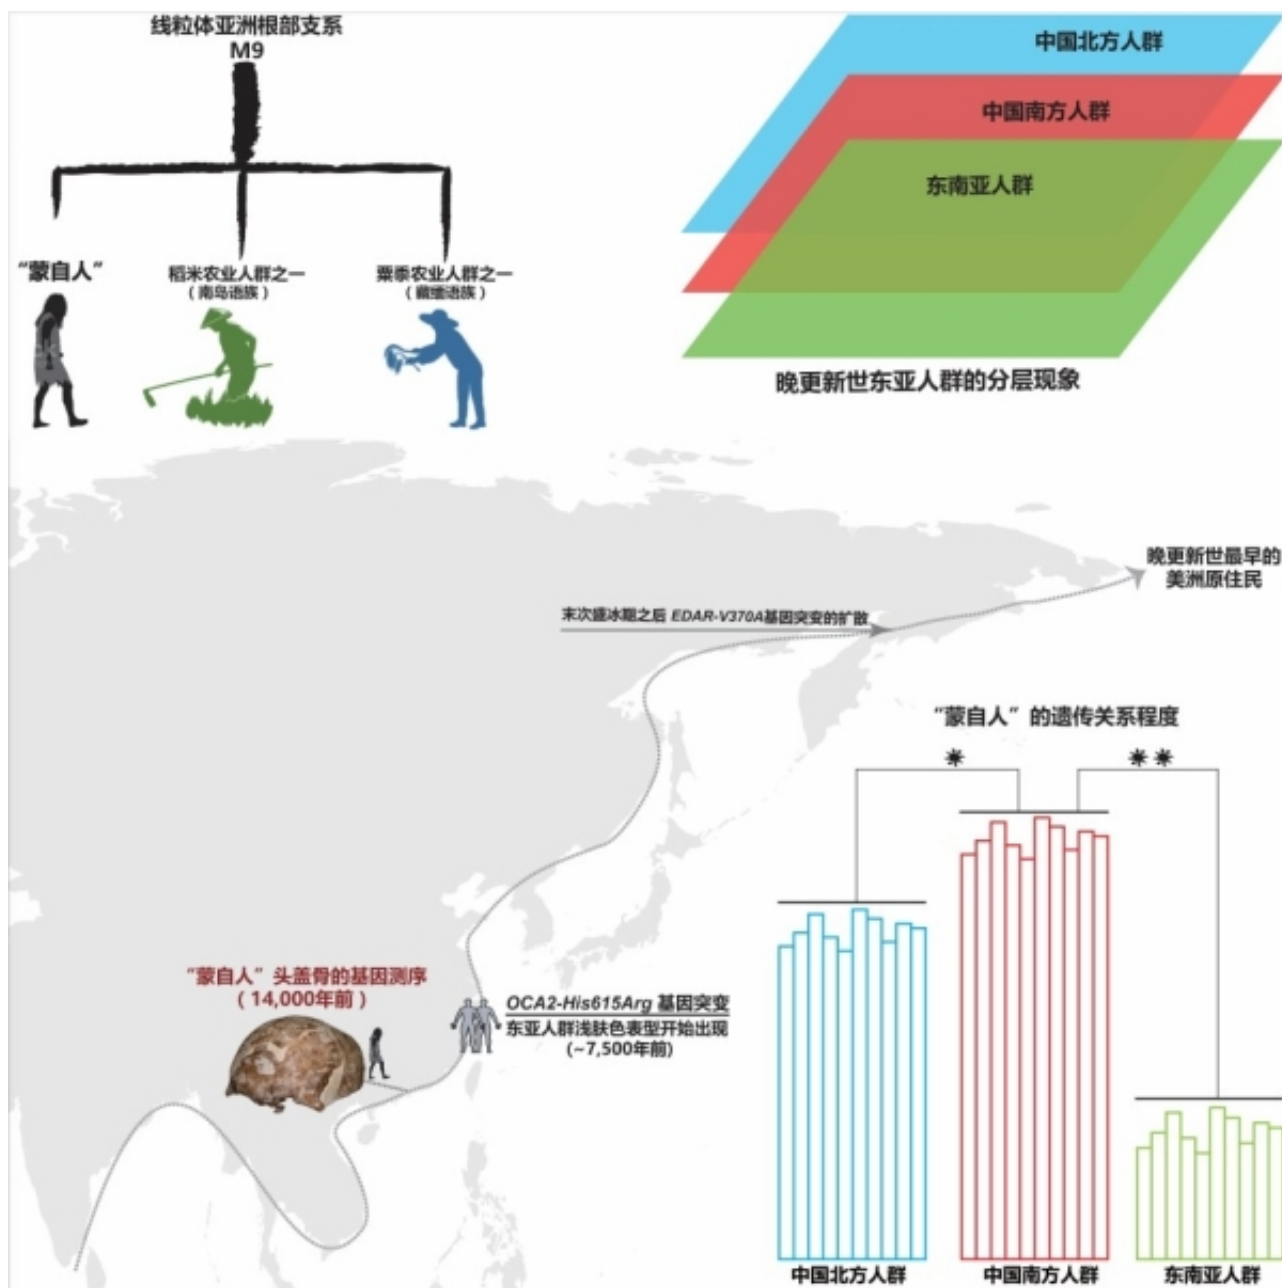 线粒体亚洲根部支系
M9
“蒙自人”
稻米农业人群之一
（南岛语族）
粟黍农业人群之一
（藏缅语族）
中国北方人群
中国南方人群
东南亚人群
晚更新世东亚人群的分层现象
晚更新世最早的
美洲原住民
末次盛冰期之后 EDAR-V370A基因突变的扩散
“蒙自人”头盖骨的基因测序
（14,000年前）
OCA2-His615Arg 基因突变
东亚人群浅肤色表型开始出现
(~7,500年前)
“蒙自人”的遗传关系程度
* **
中国北方人群 中国南方人群 东南亚人群